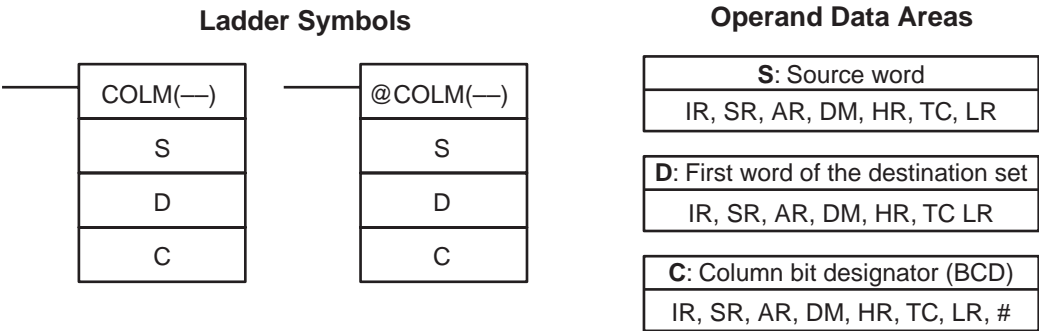 Ladder Symbols
COLM(––)
S
D
C
@COLM(––)
S
D
C
Operand Data Areas
S: Source word
IR, SR, AR, DM, HR, TC, LR
D: First word of the destination set
IR, SR, AR, DM, HR, TC LR
C: Column bit designator (BCD)
IR, SR, AR, DM, HR, TC, LR, #